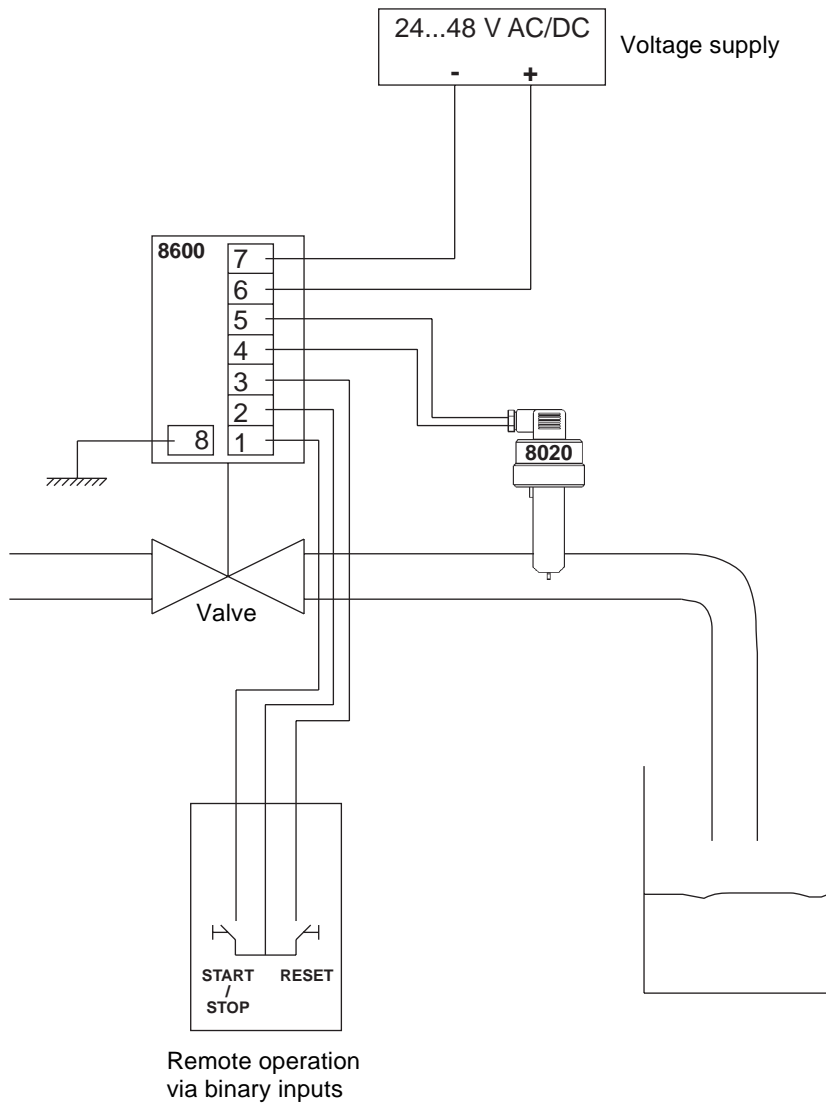 24...48 V AC/DC
- +
Voltage supply
8600
7
6
5
4
3
2
1
8
8020
Valve
START
/
STOP
RESET
Remote operation
via binary inputs